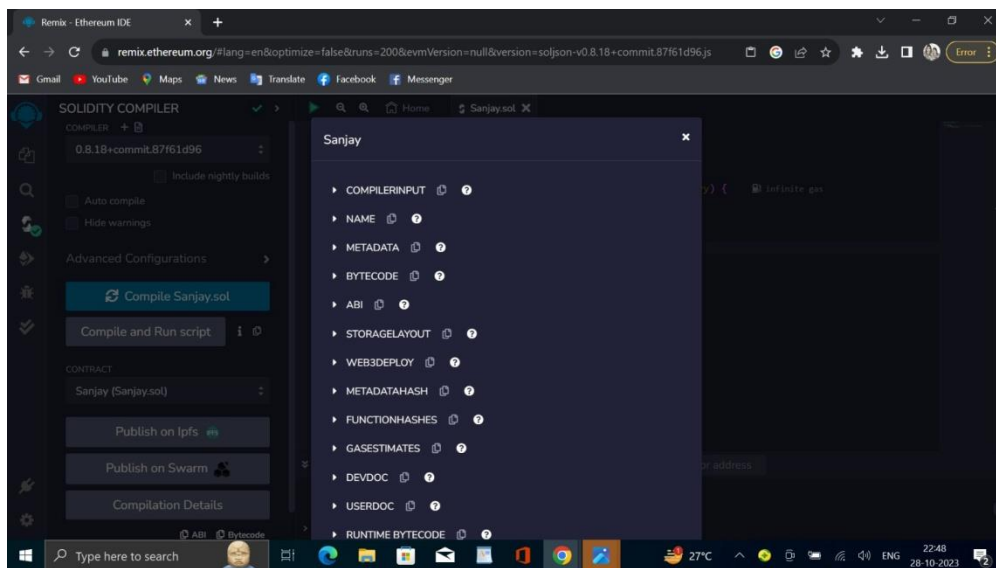 Remix - Ethereum IDE
remix.ethereum.org/#lang=en&optimize=false&runs=200&evmVersion=null&version=soljson-v0.8.18+commit.87f61d96.js
Error
Gmail YouTube Maps News Translate Facebook Messenger
SOLIDITY COMPILER
Home Sanjay.sol
COMPILER
0.8.18+commit.87f61d96
Include nightly builds
Auto compile
Hide warnings
Advanced Configurations
Compile Sanjay.sol
Compile and Run script
CONTRACT
Sanjay (Sanjay.sol)
Publish on Ipfs
Publish on Swarm
Compilation Details
ABI Bytecode
Sanjay
COMPILERINPUT
NAME
METADATA
BYTECODE
ABI
STORAGELAYOUT
WEB3DEPLOY
METADATAHASH
FUNCTIONHASHES
GASESTIMATES
DEVDOC
USERDOC
RUNTIME BYTECODE
y) { infinite gas
or address
Type here to search
27°C
ENG
22:48
28-10-2023
2